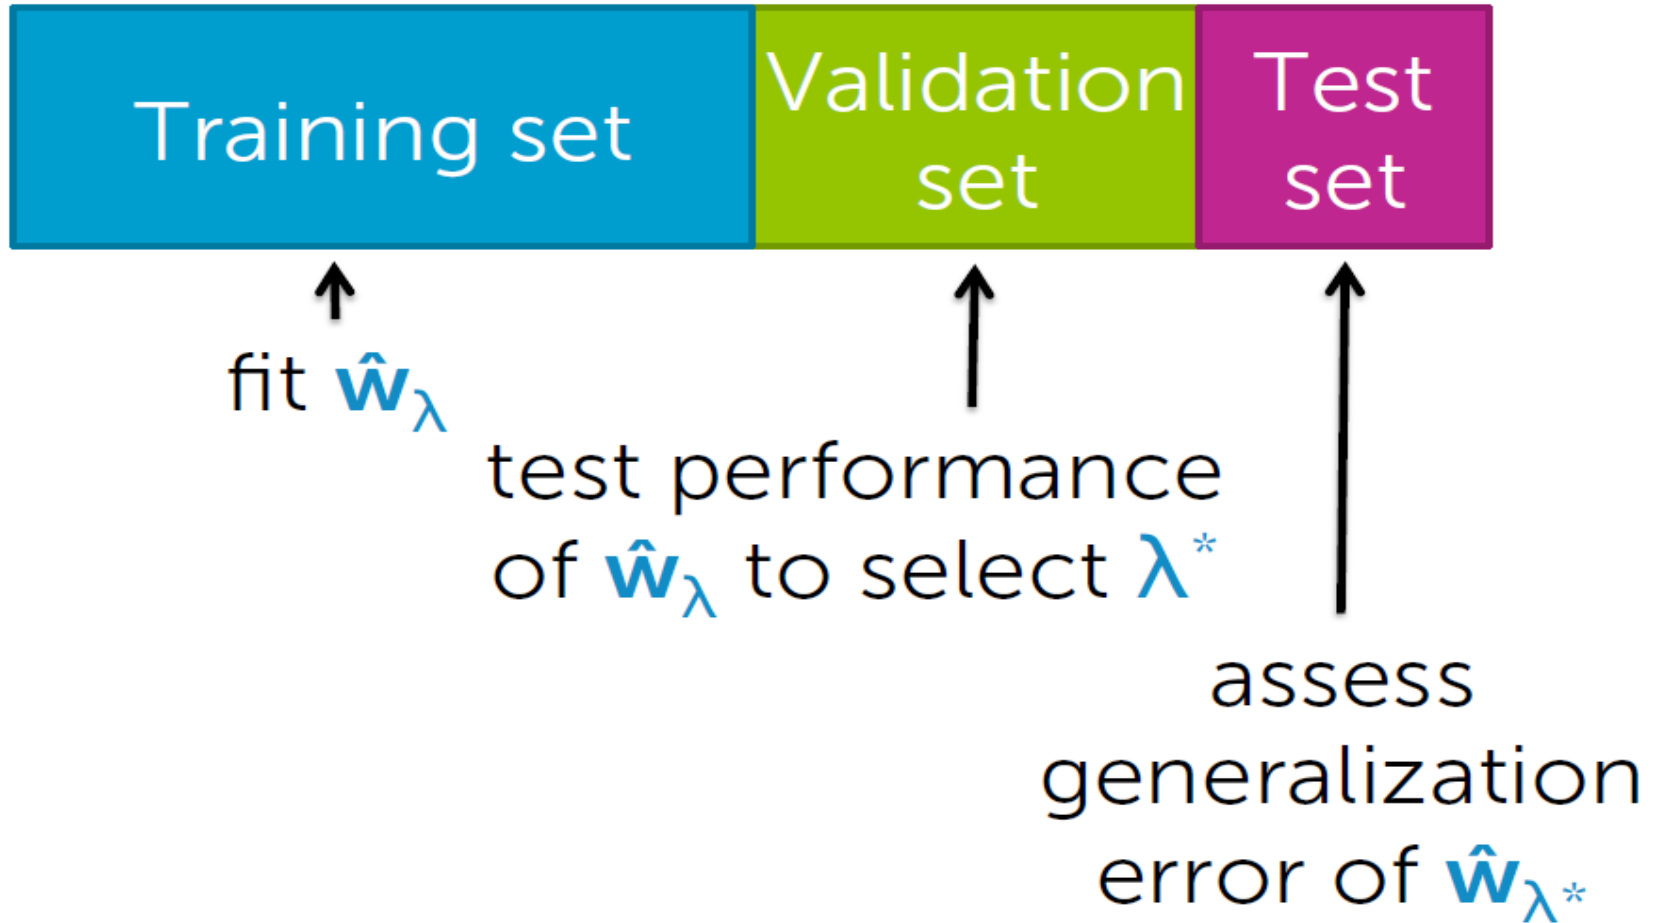 Training set
Validation
set
Test
set
fit ŵλ
test performance
of ŵλ to select λ*
assess
generalization
error of ŵλ*